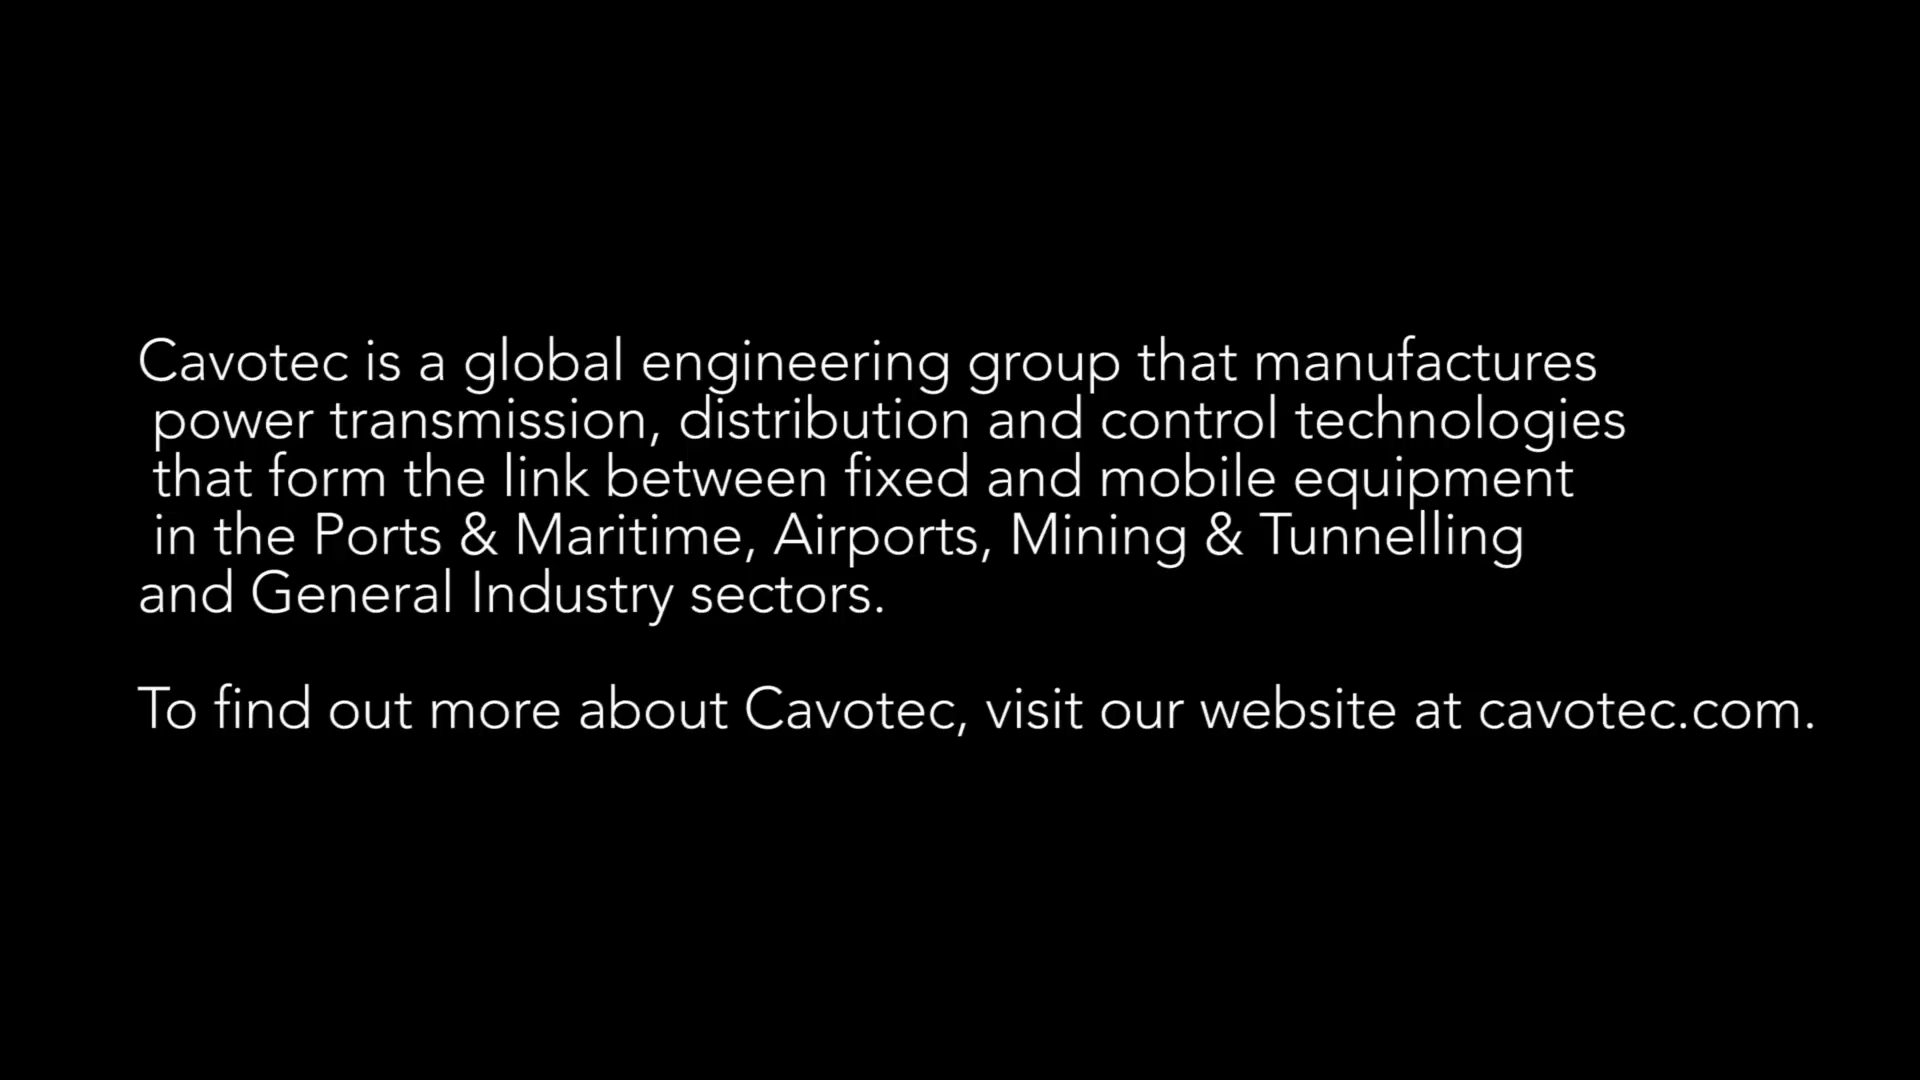 Cavotec is a global engineering group that manufactures
power transmission, distribution and control technologies
that form the link between fixed and mobile equipment
in the Ports & Maritime, Airports, Mining & Tunnelling
and General Industry sectors.
To find out more about Cavotec, visit our website at cavotec.com.